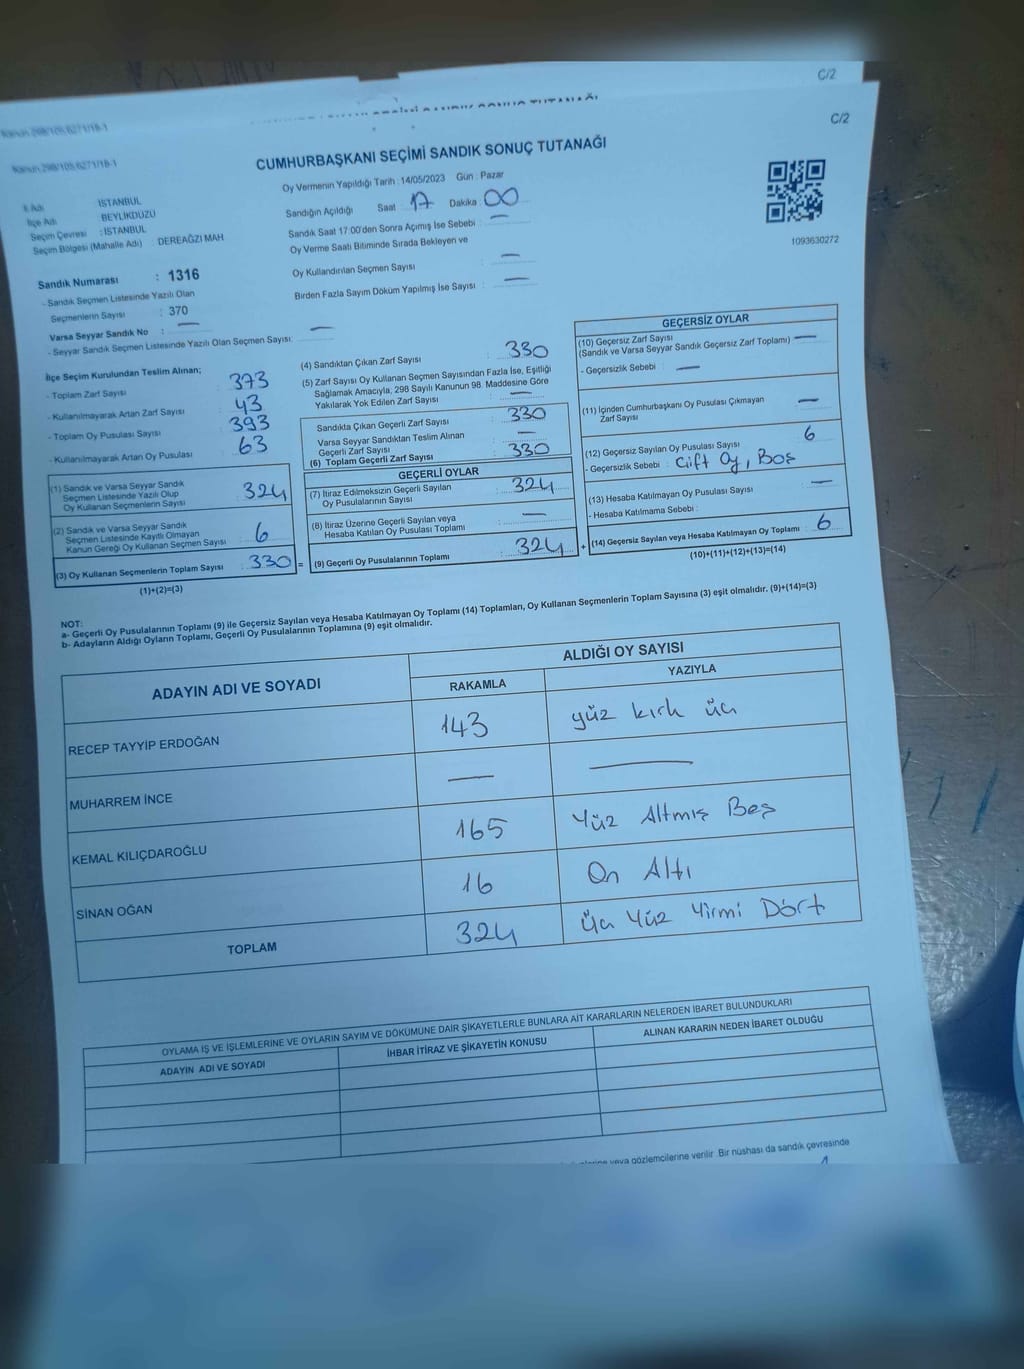 C/2
C/2
Kanun 298/105,6271/18-1
Kanun 298/105,6271/18-1
CUMHURBAŞKANI SEÇİMİ SANDIK SONUÇ TUTANAĞI
Oy Vermenin Yapıldığı Tarih : 14/05/2023 Gün : Pazar
İl Adı İSTANBUL
İlçe Adı BEYLİKDÜZÜ
Seçim Çevresi : İSTANBUL
Seçim Bölgesi (Mahalle Adı) : DEREAĞZI MAH
Sandığın Açıldığı Saat : 17 Dakika : 00
Sandık Saat 17:00'den Sonra Açımış İse Sebebi : —
Oy Verme Saati Bitiminde Sırada Bekleyen ve
Oy Kullandırılan Seçmen Sayısı : —
Birden Fazla Sayım Döküm Yapılmış İse Sayısı : —
1093630272
Sandık Numarası : 1316
- Sandık Seçmen Listesinde Yazılı Olan
Seçmenlerin Sayısı : 370
Varsa Seyyar Sandık No : —
- Seyyar Sandık Seçmen Listesinde Yazılı Olan Seçmen Sayısı: —
İlçe Seçim Kurulundan Teslim Alınan;
- Toplam Zarf Sayısı 373
- Kullanılmayarak Artan Zarf Sayısı 43
- Toplam Oy Pusulası Sayısı 393
- Kullanılmayarak Artan Oy Pusulası 63
(1) Sandık ve Varsa Seyyar Sandık
Seçmen Listesinde Yazılı Olup
Oy Kullanan Seçmenlerin Sayısı : 324
(2) Sandık ve Varsa Seyyar Sandık
Seçmen Listesinde Kayıtlı Olmayan
Kanun Gereği Oy Kullanan Seçmen Sayısı : 6
(3) Oy Kullanan Seçmenlerin Toplam Sayısı : 330 =
(1)+(2)=(3)
(4) Sandıktan Çıkan Zarf Sayısı : 330
(5) Zarf Sayısı Oy Kullanan Seçmen Sayısından Fazla İse, Eşitliği
Sağlamak Amacıyla, 298 Sayılı Kanunun 98. Maddesine Göre
Yakılarak Yok Edilen Zarf Sayısı : —
Sandıkta Çıkan Geçerli Zarf Sayısı : 330
Varsa Seyyar Sandıktan Teslim Alınan
Geçerli Zarf Sayısı : —
(6) Toplam Geçerli Zarf Sayısı : 330
GEÇERLİ OYLAR
(7) İtiraz Edilmeksizin Geçerli Sayılan
Oy Pusulalarının Sayısı : 324
(8) İtiraz Üzerine Geçerli Sayılan veya
Hesaba Katılan Oy Pusulası Toplamı : —
(9) Geçerli Oy Pusulalarının Toplamı : 324 +
GEÇERSİZ OYLAR
(10) Geçersiz Zarf Sayısı
(Sandık ve Varsa Seyyar Sandık Geçersiz Zarf Toplamı) —
- Geçersizlik Sebebi : —
(11) İçinden Cumhurbaşkanı Oy Pusulası Çıkmayan
Zarf Sayısı —
(12) Geçersiz Sayılan Oy Pusulası Sayısı 6
- Geçersizlik Sebebi : Çift Oy, Boş
(13) Hesaba Katılmayan Oy Pusulası Sayısı : —
- Hesaba Katılmama Sebebi :
(14) Geçersiz Sayılan veya Hesaba Katılmayan Oy Toplamı : 6
(10)+(11)+(12)+(13)=(14)
NOT:
a- Geçerli Oy Pusulalarının Toplamı (9) ile Geçersiz Sayılan veya Hesaba Katılmayan Oy Toplamı (14) Toplamları, Oy Kullanan Seçmenlerin Toplam Sayısına (3) eşit olmalıdır. (9)+(14)=(3)
b- Adayların Aldığı Oyların Toplamı, Geçerli Oy Pusulalarının Toplamına (9) eşit olmalıdır.
ADAYIN ADI VE SOYADI
ALDIĞI OY SAYISI
RAKAMLA YAZIYLA
RECEP TAYYİP ERDOĞAN 143 yüz kırk üç
MUHARREM İNCE — —
KEMAL KILIÇDAROĞLU 165 Yüz Altmış Beş
SİNAN OĞAN 16 On Altı
TOPLAM 324 Üç Yüz Yirmi Dört
OYLAMA İŞ VE İŞLEMLERİNE VE OYLARIN SAYIM VE DÖKÜMÜNE DAİR ŞİKAYETLERLE BUNLARA AİT KARARLARIN NELERDEN İBARET BULUNDUKLARI
ADAYIN ADI VE SOYADI İHBAR İTİRAZ VE ŞİKAYETİN KONUSU ALINAN KARARIN NEDEN İBARET OLDUĞU
veya gözlemcilerine verilir. Bir nüshası da sandık çevresinde